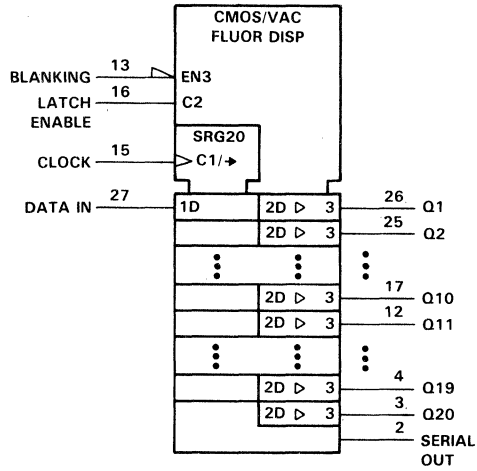 CMOS/VAC
FLUOR DISP
BLANKING 13 EN3
LATCH ENABLE 16 C2
SRG20
CLOCK 15 C1/→
DATA IN 27 1D 2D ▷ 3 26 Q1
2D ▷ 3 25 Q2
2D ▷ 3 17 Q10
2D ▷ 3 12 Q11
2D ▷ 3 4 Q19
2D ▷ 3 3 Q20
2 SERIAL OUT